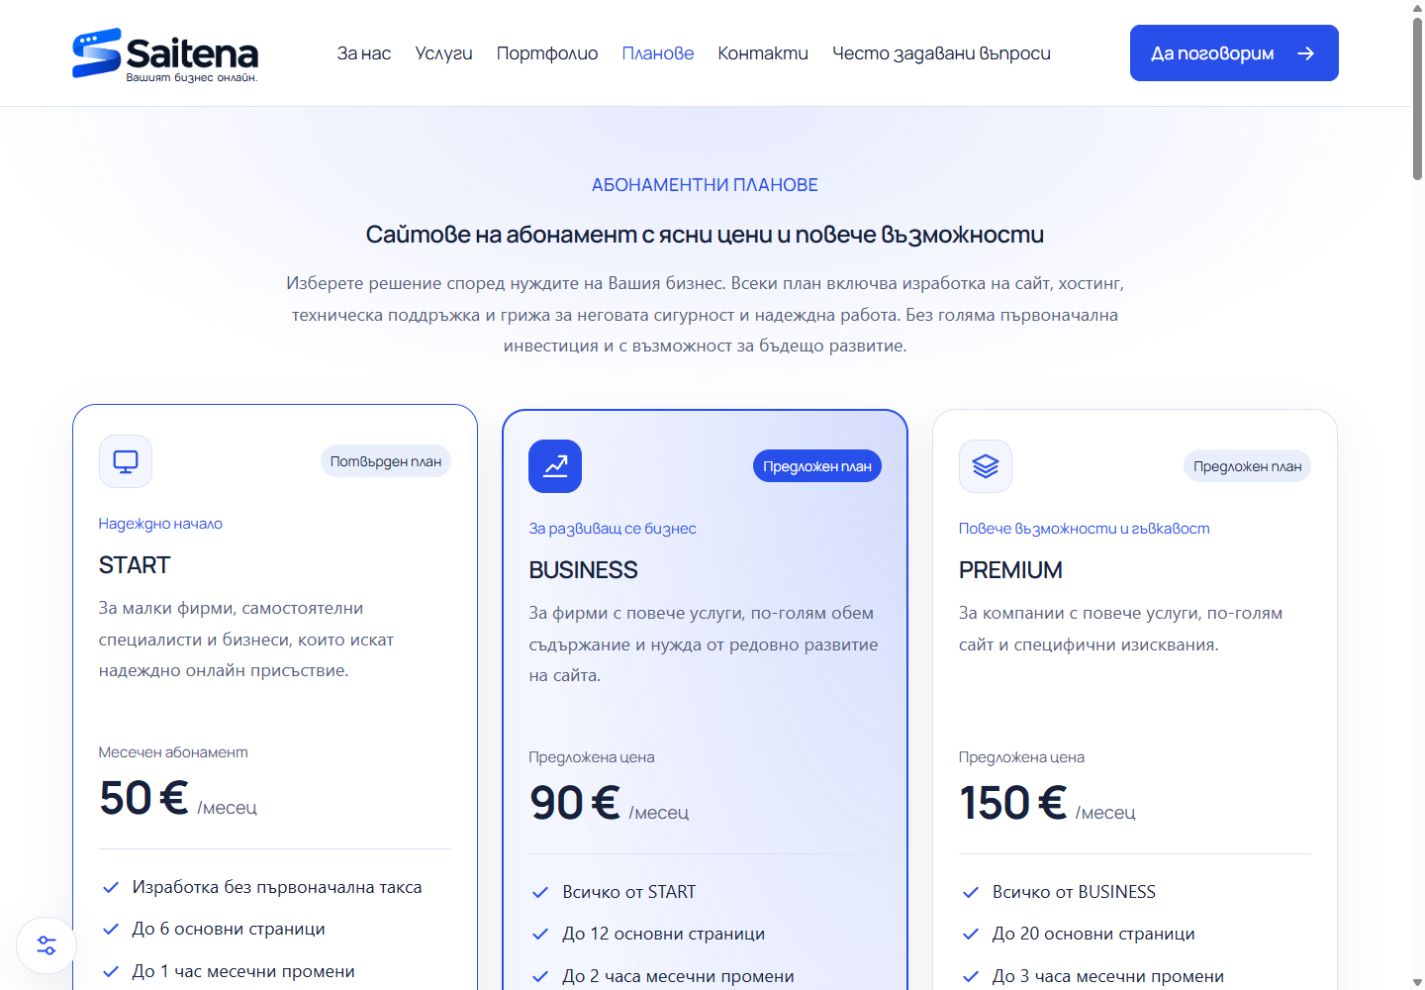 Saitena
Вашият бизнес онлайн.
За нас
Услуги
Портфолио
Планове
Контакти
Често задавани въпроси
Да поговорим
АБОНАМЕНТНИ ПЛАНОВЕ
Сайтове на абонамент с ясни цени и повече възможности
Изберете решение според нуждите на Вашия бизнес. Всеки план включва изработка на сайт, хостинг,
техническа поддръжка и грижа за неговата сигурност и надеждна работа. Без голяма първоначална
инвестиция и с възможност за бъдещо развитие.
Потвърден план
Надеждно начало
START
За малки фирми, самостоятелни
специалисти и бизнеси, които искат
надеждно онлайн присъствие.
Месечен абонамент
50 € /месец
Изработка без първоначална такса
До 6 основни страници
До 1 час месечни промени
Предложен план
За развиващ се бизнес
BUSINESS
За фирми с повече услуги, по-голям обем
съдържание и нужда от редовно развитие
на сайта.
Предложена цена
90 € /месец
Всичко от START
До 12 основни страници
До 2 часа месечни промени
Предложен план
Повече възможности и гъвкавост
PREMIUM
За компании с повече услуги, по-голям
сайт и специфични изисквания.
Предложена цена
150 € /месец
Всичко от BUSINESS
До 20 основни страници
До 3 часа месечни промени